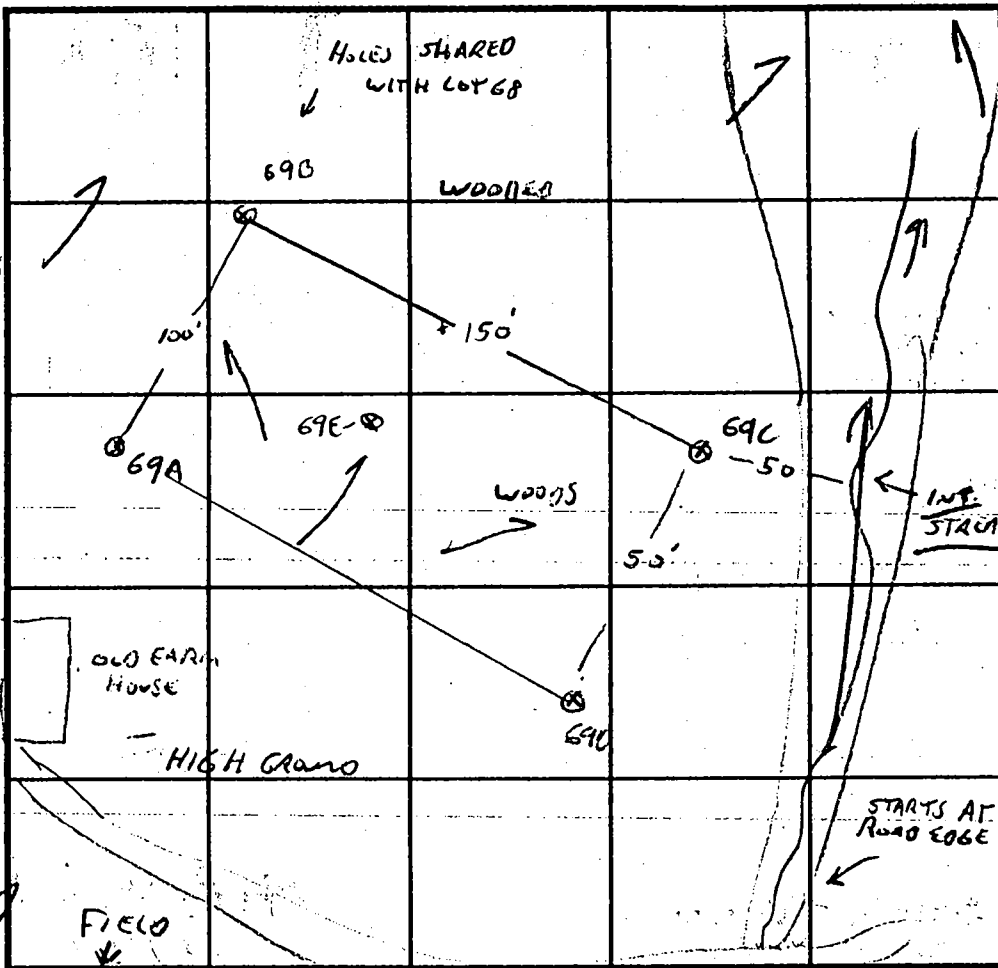 HOLES SHARED
WITH LOT 68
69B
WOODED
100'
150'
69E-
69C
69A
-50
WOODS
INT.
STREA
50'
OLD FARM
HOUSE
69D
HIGH GROUND
STARTS AT
ROAD EDGE
FIELD